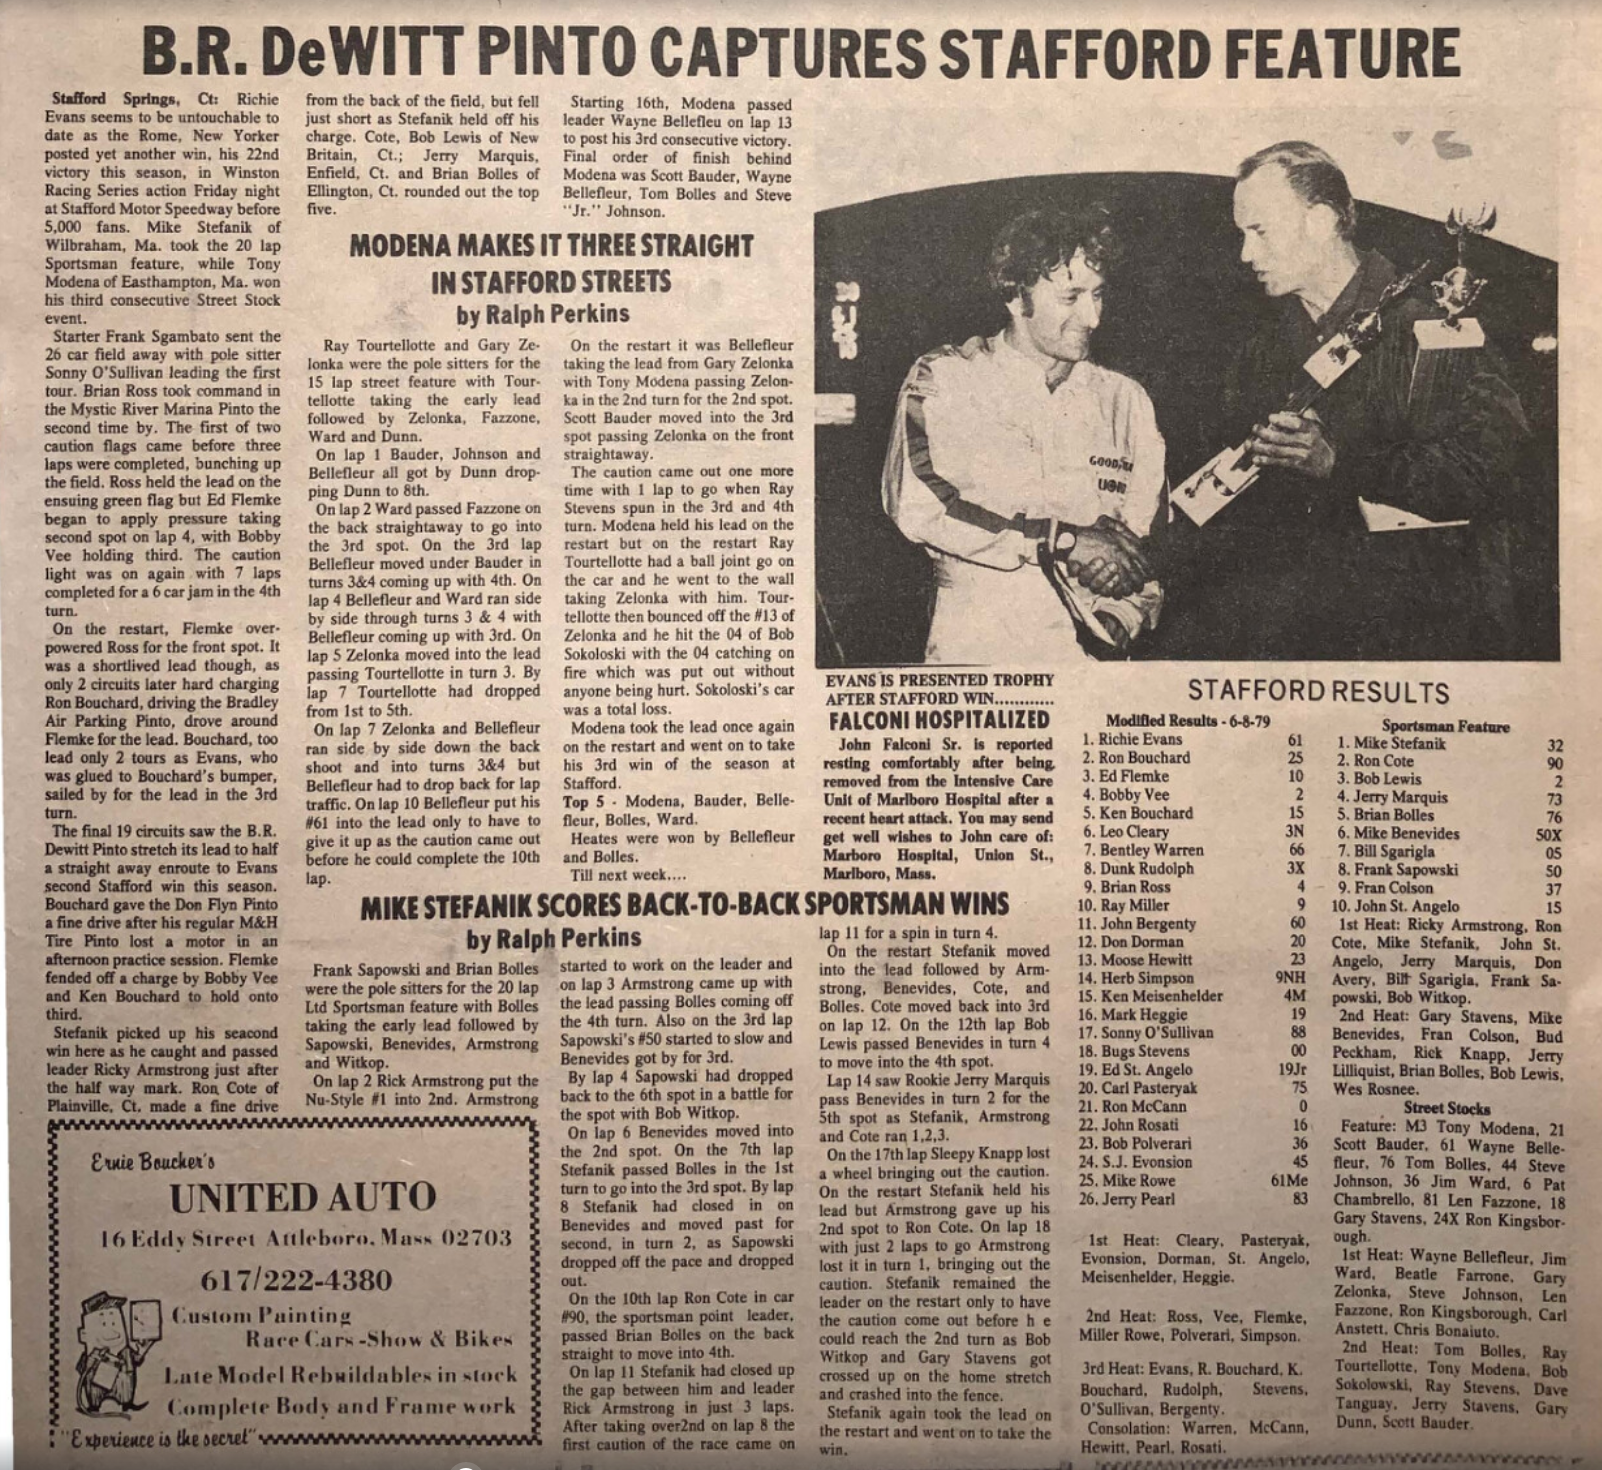 B.R. DeWITT PINTO CAPTURES STAFFORD FEATURE
Stafford Springs, Ct: Richie
Evans seems to be untouchable to
date as the Rome, New Yorker
posted yet another win, his 22nd
victory this season, in Winston
Racing Series action Friday night
at Stafford Motor Speedway before
5,000 fans. Mike Stefanik of
Wilbraham, Ma. took the 20 lap
Sportsman feature, while Tony
Modena of Easthampton, Ma. won
his third consecutive Street Stock
event.
Starter Frank Sgambato sent the
26 car field away with pole sitter
Sonny O'Sullivan leading the first
tour. Brian Ross took command in
the Mystic River Marina Pinto the
second time by. The first of two
caution flags came before three
laps were completed, bunching up
the field. Ross held the lead on the
ensuing green flag but Ed Flemke
began to apply pressure taking
second spot on lap 4, with Bobby
Vee holding third. The caution
light was on again with 7 laps
completed for a 6 car jam in the 4th
turn.
On the restart, Flemke over-
powered Ross for the front spot. It
was a shortlived lead though, as
only 2 circuits later hard charging
Ron Bouchard, driving the Bradley
Air Parking Pinto, drove around
Flemke for the lead. Bouchard, too
lead only 2 tours as Evans, who
was glued to Bouchard's bumper,
sailed by for the lead in the 3rd
turn.
The final 19 circuits saw the B.R.
Dewitt Pinto stretch its lead to half
a straight away enroute to Evans
second Stafford win this season.
Bouchard gave the Don Flyn Pinto
a fine drive after his regular M&H
Tire Pinto lost a motor in an
afternoon practice session. Flemke
fended off a charge by Bobby Vee
and Ken Bouchard to hold onto
third.
Stefanik picked up his seacond
win here as he caught and passed
leader Ricky Armstrong just after
the half way mark. Ron Cote of
Plainville, Ct. made a fine drive
from the back of the field, but fell
just short as Stefanik held off his
charge. Cote, Bob Lewis of New
Britain, Ct.; Jerry Marquis,
Enfield, Ct. and Brian Bolles of
Ellington, Ct. rounded out the top
five.
Starting 16th, Modena passed
leader Wayne Bellefleu on lap 13
to post his 3rd consecutive victory.
Final order of finish behind
Modena was Scott Bauder, Wayne
Bellefleur, Tom Bolles and Steve
"Jr." Johnson.
MODENA MAKES IT THREE STRAIGHT
IN STAFFORD STREETS
by Ralph Perkins
Ray Tourtellotte and Gary Ze-
lonka were the pole sitters for the
15 lap street feature with Tour-
tellotte taking the early lead
followed by Zelonka, Fazzone,
Ward and Dunn.
On lap 1 Bauder, Johnson and
Bellefleur all got by Dunn drop-
ping Dunn to 8th.
On lap 2 Ward passed Fazzone on
the back straightaway to go into
the 3rd spot. On the 3rd lap
Bellefleur moved under Bauder in
turns 3&4 coming up with 4th. On
lap 4 Bellefleur and Ward ran side
by side through turns 3 & 4 with
Bellefleur coming up with 3rd. On
lap 5 Zelonka moved into the lead
passing Tourtellotte in turn 3. By
lap 7 Tourtellotte had dropped
from 1st to 5th.
On lap 7 Zelonka and Bellefleur
ran side by side down the back
shoot and into turns 3&4 but
Bellefleur had to drop back for lap
traffic. On lap 10 Bellefleur put his
#61 into the lead only to have to
give it up as the caution came out
before he could complete the 10th
lap.
On the restart it was Bellefleur
taking the lead from Gary Zelonka
with Tony Modena passing Zelon-
ka in the 2nd turn for the 2nd spot.
Scott Bauder moved into the 3rd
spot passing Zelonka on the front
straightaway.
The caution came out one more
time with 1 lap to go when Ray
Stevens spun in the 3rd and 4th
turn. Modena held his lead on the
restart but on the restart Ray
Tourtellotte had a ball joint go on
the car and he went to the wall
taking Zelonka with him. Tour-
tellotte then bounced off the #13 of
Zelonka and he hit the 04 of Bob
Sokoloski with the 04 catching on
fire which was put out without
anyone being hurt. Sokoloski's car
was a total loss.
Modena took the lead once again
on the restart and went on to take
his 3rd win of the season at
Stafford.
Top 5 - Modena, Bauder, Belle-
fleur, Bolles, Ward.
Heates were won by Bellefleur
and Bolles.
Till next week....
GOODYEAR
EVANS IS PRESENTED TROPHY
AFTER STAFFORD WIN............
FALCONI HOSPITALIZED
John Falconi Sr. is reported
resting comfortably after being
removed from the Intensive Care
Unit of Marlboro Hospital after a
recent heart attack. You may send
get well wishes to John care of:
Marboro Hospital, Union St.,
Marlboro, Mass.
MIKE STEFANIK SCORES BACK-TO-BACK SPORTSMAN WINS
by Ralph Perkins
Frank Sapowski and Brian Bolles
were the pole sitters for the 20 lap
Ltd Sportsman feature with Bolles
taking the early lead followed by
Sapowski, Benevides, Armstrong
and Witkop.
On lap 2 Rick Armstrong put the
Nu-Style #1 into 2nd. Armstrong
started to work on the leader and
on lap 3 Armstrong came up with
the lead passing Bolles coming off
the 4th turn. Also on the 3rd lap
Sapowski's #50 started to slow and
Benevides got by for 3rd.
By lap 4 Sapowski had dropped
back to the 6th spot in a battle for
the spot with Bob Witkop.
On lap 6 Benevides moved into
the 2nd spot. On the 7th lap
Stefanik passed Bolles in the 1st
turn to go into the 3rd spot. By lap
8 Stefanik had closed in on
Benevides and moved past for
second, in turn 2, as Sapowski
dropped off the pace and dropped
out.
On the 10th lap Ron Cote in car
#90, the sportsman point leader,
passed Brian Bolles on the back
straight to move into 4th.
On lap 11 Stefanik had closed up
the gap between him and leader
Rick Armstrong in just 3 laps.
After taking over2nd on lap 8 the
first caution of the race came on
lap 11 for a spin in turn 4.
On the restart Stefanik moved
into the lead followed by Arm-
strong, Benevides, Cote, and
Bolles. Cote moved back into 3rd
on lap 12. On the 12th lap Bob
Lewis passed Benevides in turn 4
to move into the 4th spot.
Lap 14 saw Rookie Jerry Marquis
pass Benevides in turn 2 for the
5th spot as Stefanik, Armstrong
and Cote ran 1,2,3.
On the 17th lap Sleepy Knapp lost
a wheel bringing out the caution.
On the restart Stefanik held his
lead but Armstrong gave up his
2nd spot to Ron Cote. On lap 18
with just 2 laps to go Armstrong
lost it in turn 1, bringing out the
caution. Stefanik remained the
leader on the restart only to have
the caution come out before h e
could reach the 2nd turn as Bob
Witkop and Gary Stavens got
crossed up on the home stretch
and crashed into the fence.
Stefanik again took the lead on
the restart and went on to take the
win.
Ernie Boucher's
UNITED AUTO
16 Eddy Street Attleboro, Mass 02703
617/222-4380
Custom Painting
Race Cars - Show & Bikes
Late Model Rebuildables in stock
Complete Body and Frame work
"Experience is the secret"
STAFFORD RESULTS
Modified Results - 6-8-79
1. Richie Evans 61
2. Ron Bouchard 25
3. Ed Flemke 10
4. Bobby Vee 2
5. Ken Bouchard 15
6. Leo Cleary 3N
7. Bentley Warren 66
8. Dunk Rudolph 3X
9. Brian Ross 4
10. Ray Miller 9
11. John Bergenty 60
12. Don Dorman 20
13. Moose Hewitt 23
14. Herb Simpson 9NH
15. Ken Meisenhelder 4M
16. Mark Heggie 19
17. Sonny O'Sullivan 88
18. Bugs Stevens 00
19. Ed St. Angelo 19Jr
20. Carl Pasteryak 75
21. Ron McCann 0
22. John Rosati 16
23. Bob Polverari 36
24. S.J. Evonsion 45
25. Mike Rowe 61Me
26. Jerry Pearl 83
1st Heat: Cleary, Pasteryak,
Evonsion, Dorman, St. Angelo,
Meisenhelder, Heggie.
2nd Heat: Ross, Vee, Flemke,
Miller Rowe, Polverari, Simpson.
3rd Heat: Evans, R. Bouchard, K.
Bouchard, Rudolph, Stevens,
O'Sullivan, Bergenty.
Consolation: Warren, McCann,
Hewitt, Pearl, Rosati.
Sportsman Feature
1. Mike Stefanik 32
2. Ron Cote 90
3. Bob Lewis 2
4. Jerry Marquis 73
5. Brian Bolles 76
6. Mike Benevides 50X
7. Bill Sgarigla 05
8. Frank Sapowski 50
9. Fran Colson 37
10. John St. Angelo 15
1st Heat: Ricky Armstrong, Ron
Cote, Mike Stefanik, John St.
Angelo, Jerry Marquis, Don
Avery, Bill Sgarigla, Frank Sa-
powski, Bob Witkop.
2nd Heat: Gary Stavens, Mike
Benevides, Fran Colson, Bud
Peckham, Rick Knapp, Jerry
Lilliquist, Brian Bolles, Bob Lewis,
Wes Rosnee.
Street Stocks
Feature: M3 Tony Modena, 21
Scott Bauder, 61 Wayne Belle-
fleur, 76 Tom Bolles, 44 Steve
Johnson, 36 Jim Ward, 6 Pat
Chambrello, 81 Len Fazzone, 18
Gary Stavens, 24X Ron Kingsbor-
ough.
1st Heat: Wayne Bellefleur, Jim
Ward, Beatle Farrone, Gary
Zelonka, Steve Johnson, Len
Fazzone, Ron Kingsborough, Carl
Anstett, Chris Bonaiuto.
2nd Heat: Tom Bolles, Ray
Tourtellotte, Tony Modena, Bob
Sokolowski, Ray Stevens, Dave
Tanguay, Jerry Stavens, Gary
Dunn, Scott Bauder.